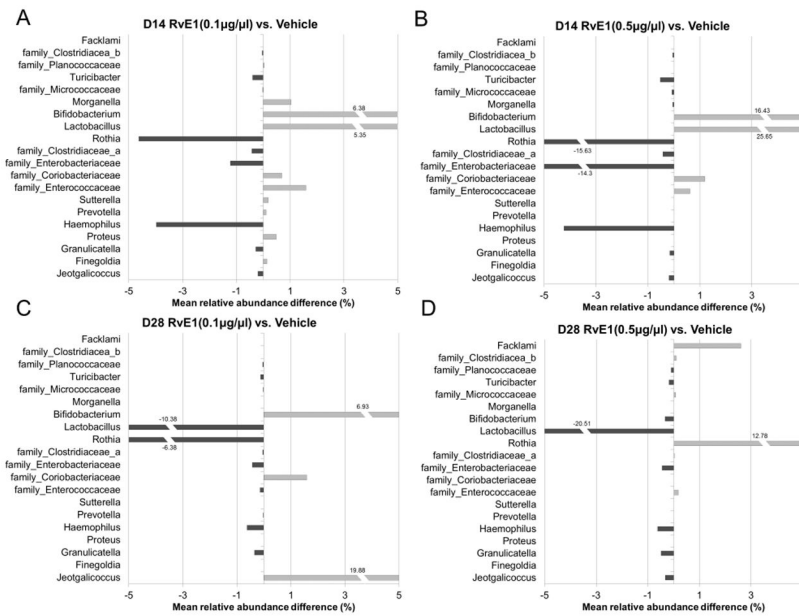 A
D14 RvE1(0.1µg/µl) vs. Vehicle
Facklami
family_Clostridiacea_b
family_Planococcaceae
Turicibacter
family_Micrococcaceae
Morganella
Bifidobacterium
6.38
Lactobacillus
5.35
Rothia
family_Clostridiaceae_a
family_Enterobacteriaceae
family_Coriobacteriaceae
family_Enterococcaceae
Sutterella
Prevotella
Haemophilus
Proteus
Granulicatella
Finegoldia
Jeotgalicoccus
-5 -3 -1 1 3 5
Mean relative abundance difference (%)
B
D14 RvE1(0.5µg/µl) vs. Vehicle
Facklami
family_Clostridiacea_b
family_Planococcaceae
Turicibacter
family_Micrococcaceae
Morganella
Bifidobacterium
16.43
Lactobacillus
25.65
Rothia
-15.63
family_Clostridiaceae_a
family_Enterobacteriaceae
-14.3
family_Coriobacteriaceae
family_Enterococcaceae
Sutterella
Prevotella
Haemophilus
Proteus
Granulicatella
Finegoldia
Jeotgalicoccus
-5 -3 -1 1 3 5
Mean relative abundance difference (%)
C
D28 RvE1(0.1µg/µl) vs. Vehicle
Facklami
family_Clostridiacea_b
family_Planococcaceae
Turicibacter
family_Micrococcaceae
Morganella
Bifidobacterium
6.93
Lactobacillus
-10.38
Rothia
-6.38
family_Clostridiaceae_a
family_Enterobacteriaceae
family_Coriobacteriaceae
family_Enterococcaceae
Sutterella
Prevotella
Haemophilus
Proteus
Granulicatella
Finegoldia
Jeotgalicoccus
19.88
-5 -3 -1 1 3 5
Mean relative abundance difference (%)
D
D28 RvE1(0.5µg/µl) vs. Vehicle
Facklami
family_Clostridiacea_b
family_Planococcaceae
Turicibacter
family_Micrococcaceae
Morganella
Bifidobacterium
Lactobacillus
-20.51
Rothia
12.78
family_Clostridiaceae_a
family_Enterobacteriaceae
family_Coriobacteriaceae
family_Enterococcaceae
Sutterella
Prevotella
Haemophilus
Proteus
Granulicatella
Finegoldia
Jeotgalicoccus
-5 -3 -1 1 3 5
Mean relative abundance difference (%)